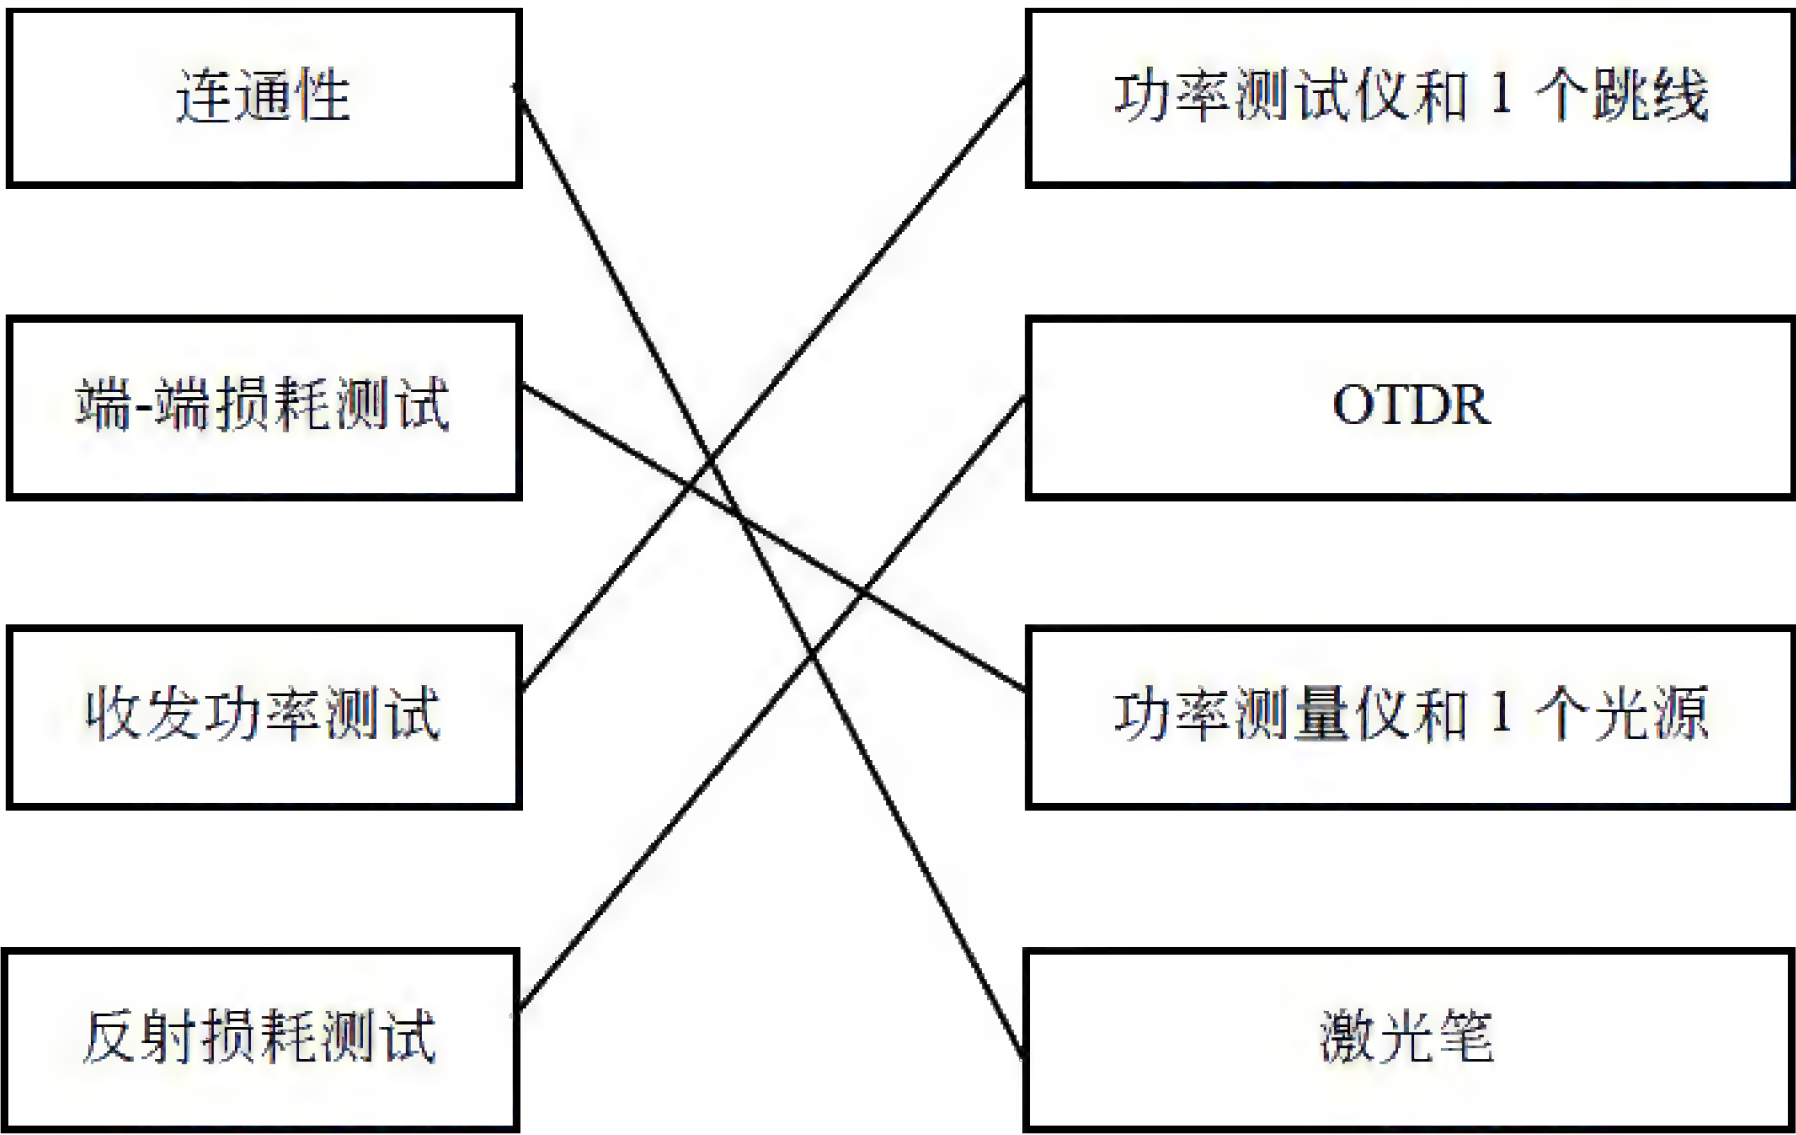 连通性
功率测试仪和 1 个跳线
端-端损耗测试
OTDR
收发功率测试
功率测量仪和 1 个光源
反射损耗测试
激光笔